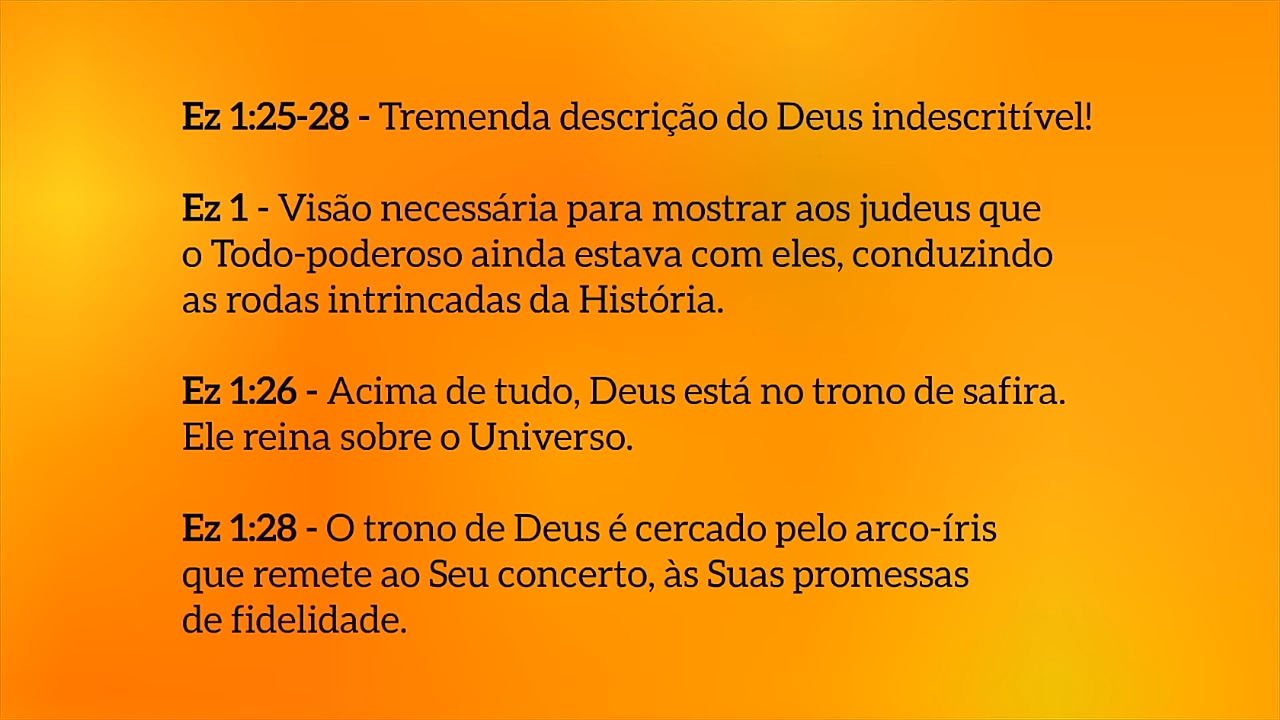 Ez 1:25-28 - Tremenda descrição do Deus indescritível!
Ez 1 - Visão necessária para mostrar aos judeus que
o Todo-poderoso ainda estava com eles, conduzindo
as rodas intrincadas da História.
Ez 1:26 - Acima de tudo, Deus está no trono de safira.
Ele reina sobre o Universo.
Ez 1:28 - O trono de Deus é cercado pelo arco-íris
que remete ao Seu concerto, às Suas promessas
de fidelidade.